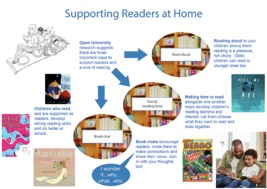 Supporting Readers at Home
Open University
research suggests
there are three
important ways to
support readers and
a love of reading
Read aloud
Reading aloud to your
children shows them
reading is a pleasure,
not chore. Older
children can read to
younger ones too.
Family
reading time
Making time to read
alongside one another
helps develop children's
reading stamina and
interest. Let them choose
what they want to read and
relax together.
Children who read,
and are supported as
readers, develop
strong reading skills
and do better at
school.
Book chat
Book chats encourage
readers. Invite them to
make connections and
share their views. Join
in with your thoughts
too!
I wonder
if... why...
what... who